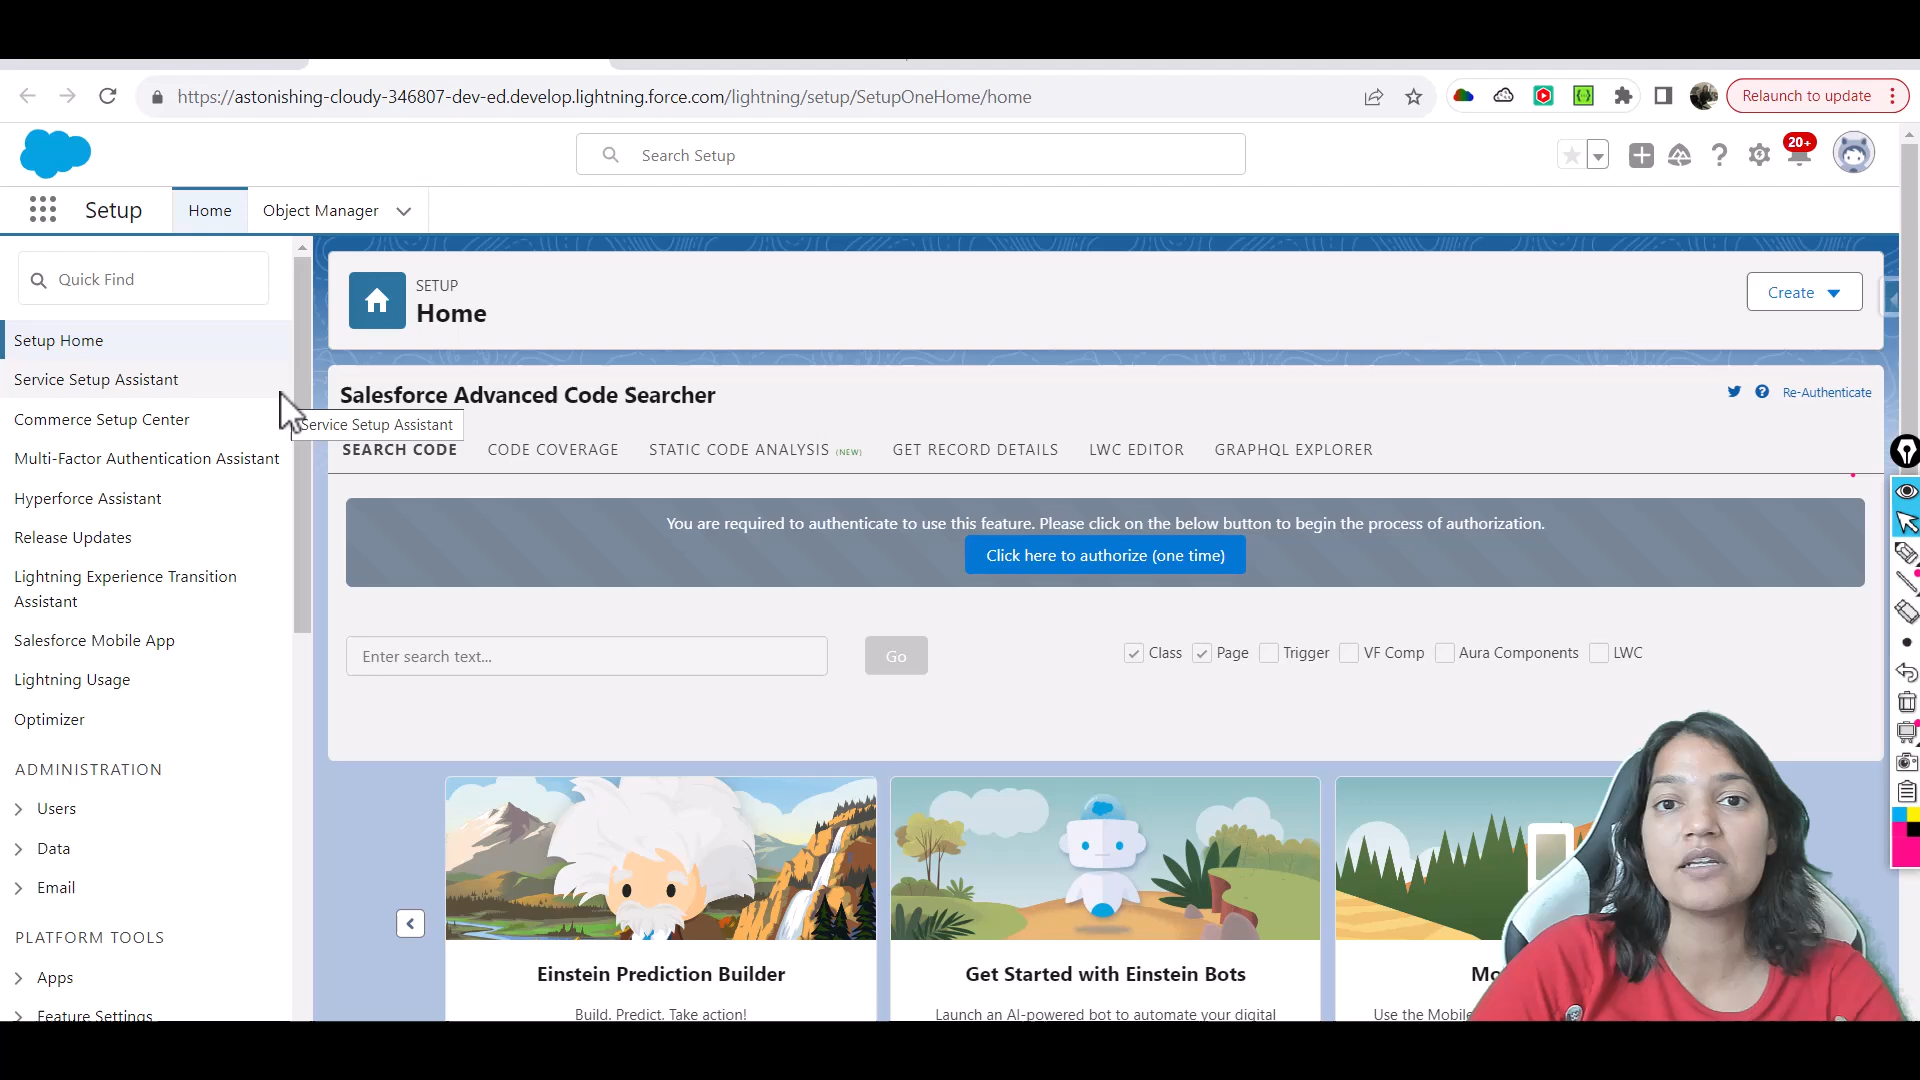 https://astonishing-cloudy-346807-dev-ed.develop.lightning.force.com/lightning/setup/SetupOneHome/home
Relaunch to update
Search Setup
20+
Setup
Home
Object Manager
Quick Find
SETUP
Home
Create
Setup Home
Service Setup Assistant
Commerce Setup Center
Multi-Factor Authentication Assistant
Hyperforce Assistant
Release Updates
Lightning Experience Transition
Assistant
Salesforce Mobile App
Lightning Usage
Optimizer
ADMINISTRATION
Users
Data
Email
PLATFORM TOOLS
Apps
Feature Settings
Salesforce Advanced Code Searcher
Re-Authenticate
Service Setup Assistant
SEARCH CODE
CODE COVERAGE
STATIC CODE ANALYSIS (NEW)
GET RECORD DETAILS
LWC EDITOR
GRAPHQL EXPLORER
You are required to authenticate to use this feature. Please click on the below button to begin the process of authorization.
Click here to authorize (one time)
Enter search text...
Go
Class
Page
Trigger
VF Comp
Aura Components
LWC
Einstein Prediction Builder
Build. Predict. Take action!
Get Started with Einstein Bots
Launch an AI-powered bot to automate your digital
Use the